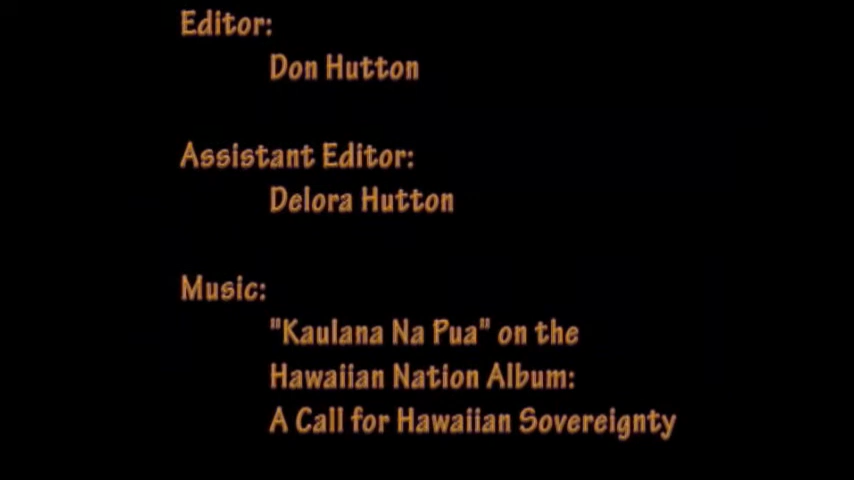 Editor:
Don Hutton
Assistant Editor:
Delora Hutton
Music:
"Kaulana Na Pua" on the
Hawaiian Nation Album:
A Call for Hawaiian Sovereignty